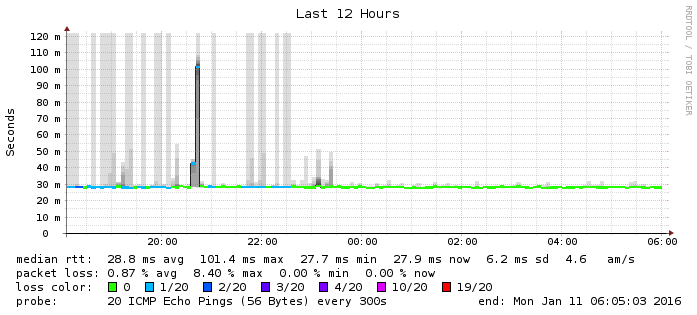 Last 12 Hours
RRDTOOL / TOBI OETIKER
Seconds
120 m
110 m
100 m
90 m
80 m
70 m
60 m
50 m
40 m
30 m
20 m
10 m
0
20:00 22:00 00:00 02:00 04:00 06:00
median rtt: 28.8 ms avg 101.4 ms max 27.7 ms min 27.9 ms now 6.2 ms sd 4.6 am/s
packet loss: 0.87 % avg 8.40 % max 0.00 % min 0.00 % now
loss color: 0 1/20 2/20 3/20 4/20 10/20 19/20
probe: 20 ICMP Echo Pings (56 Bytes) every 300s end: Mon Jan 11 06:05:03 2016